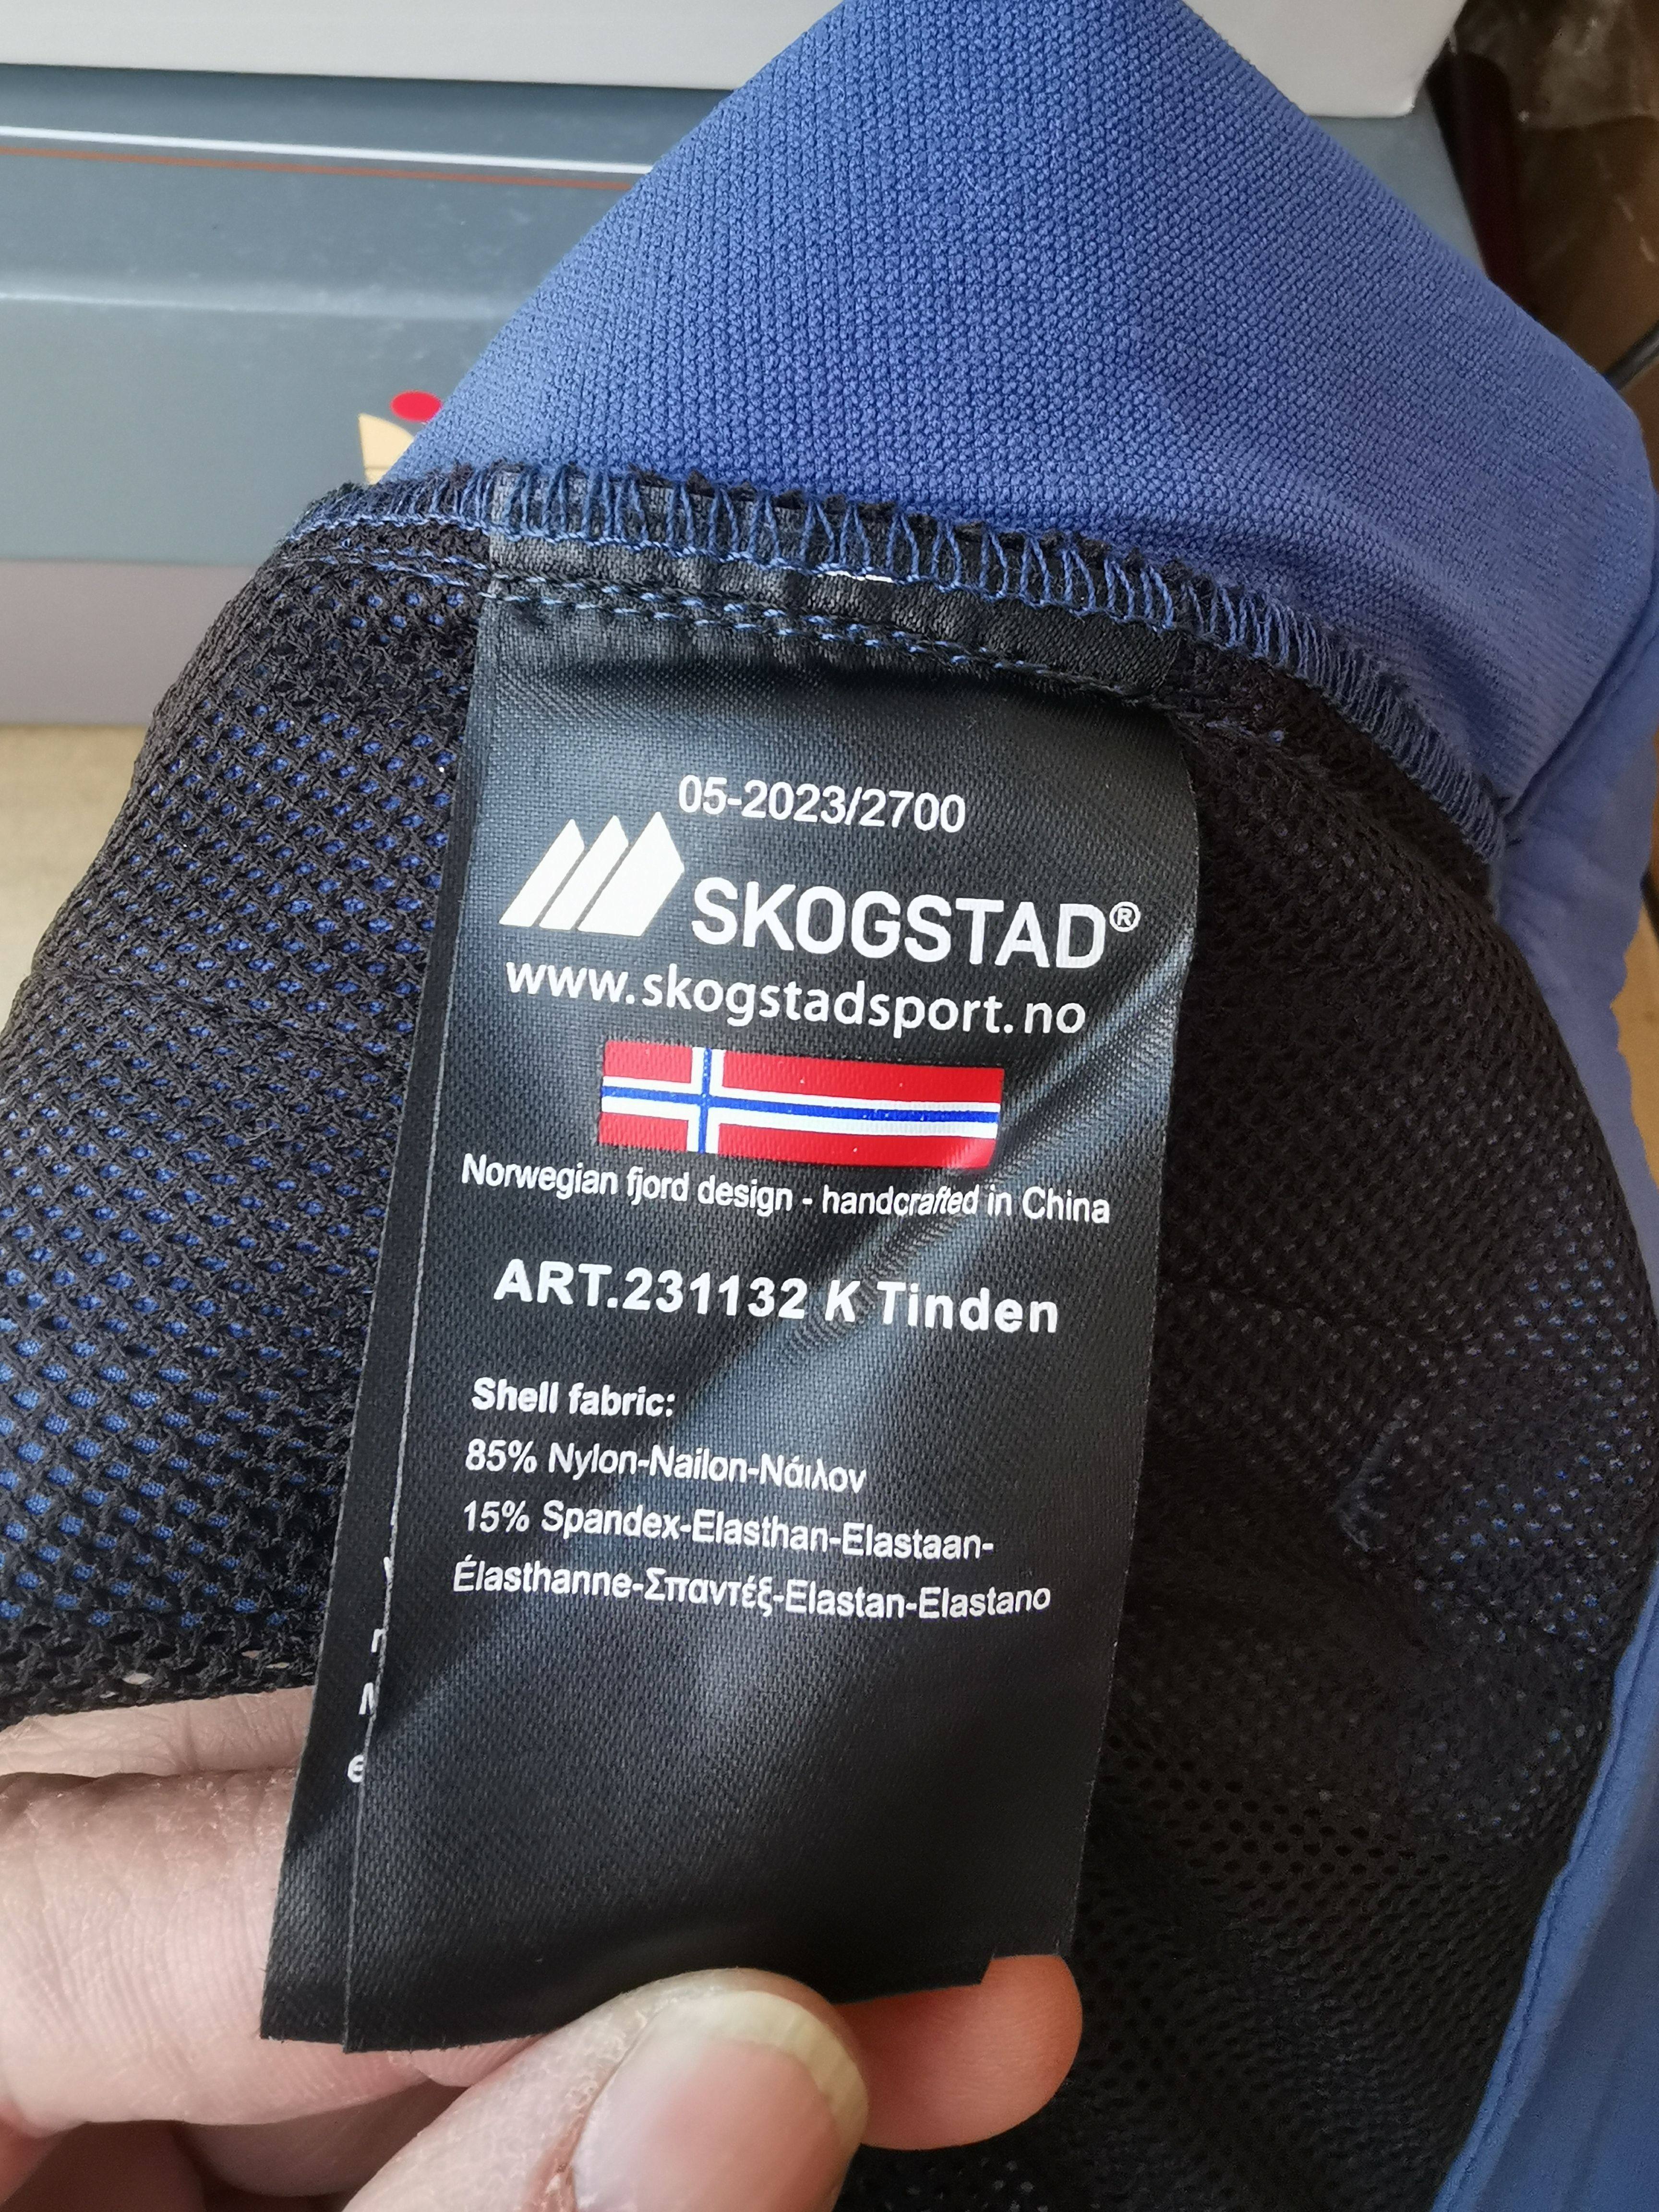 05-2023/2700
SKOGSTAD®
www.skogstadsport.no
Norwegian fjord design - handcrafted in China
ART.231132 K Tinden
Shell fabric:
85% Nylon-Nailon-Νάιλον
15% Spandex-Elasthan-Elastaan-
Élasthanne-Σπαντέξ-Elastan-Elastano